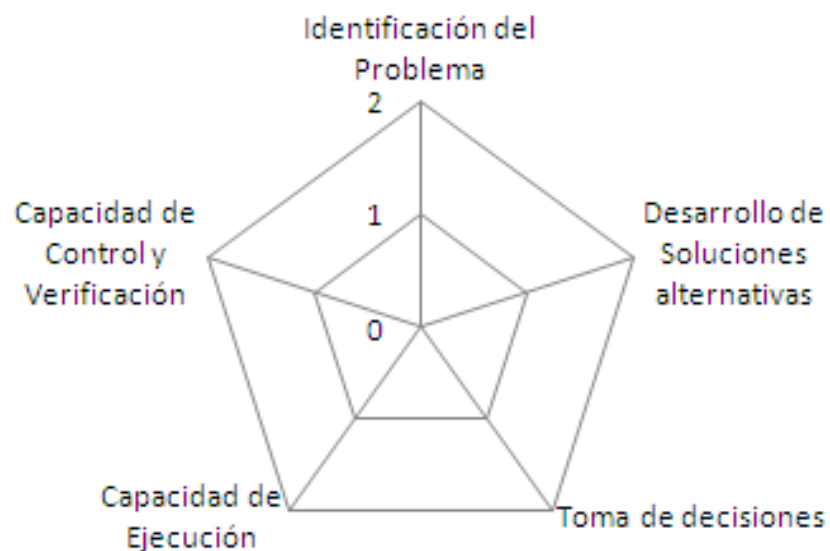 Identificación del
Problema
2
1
0
Desarrollo de
Soluciones
alternativas
Toma de decisiones
Capacidad de
Ejecución
Capacidad de
Control y
Verificación